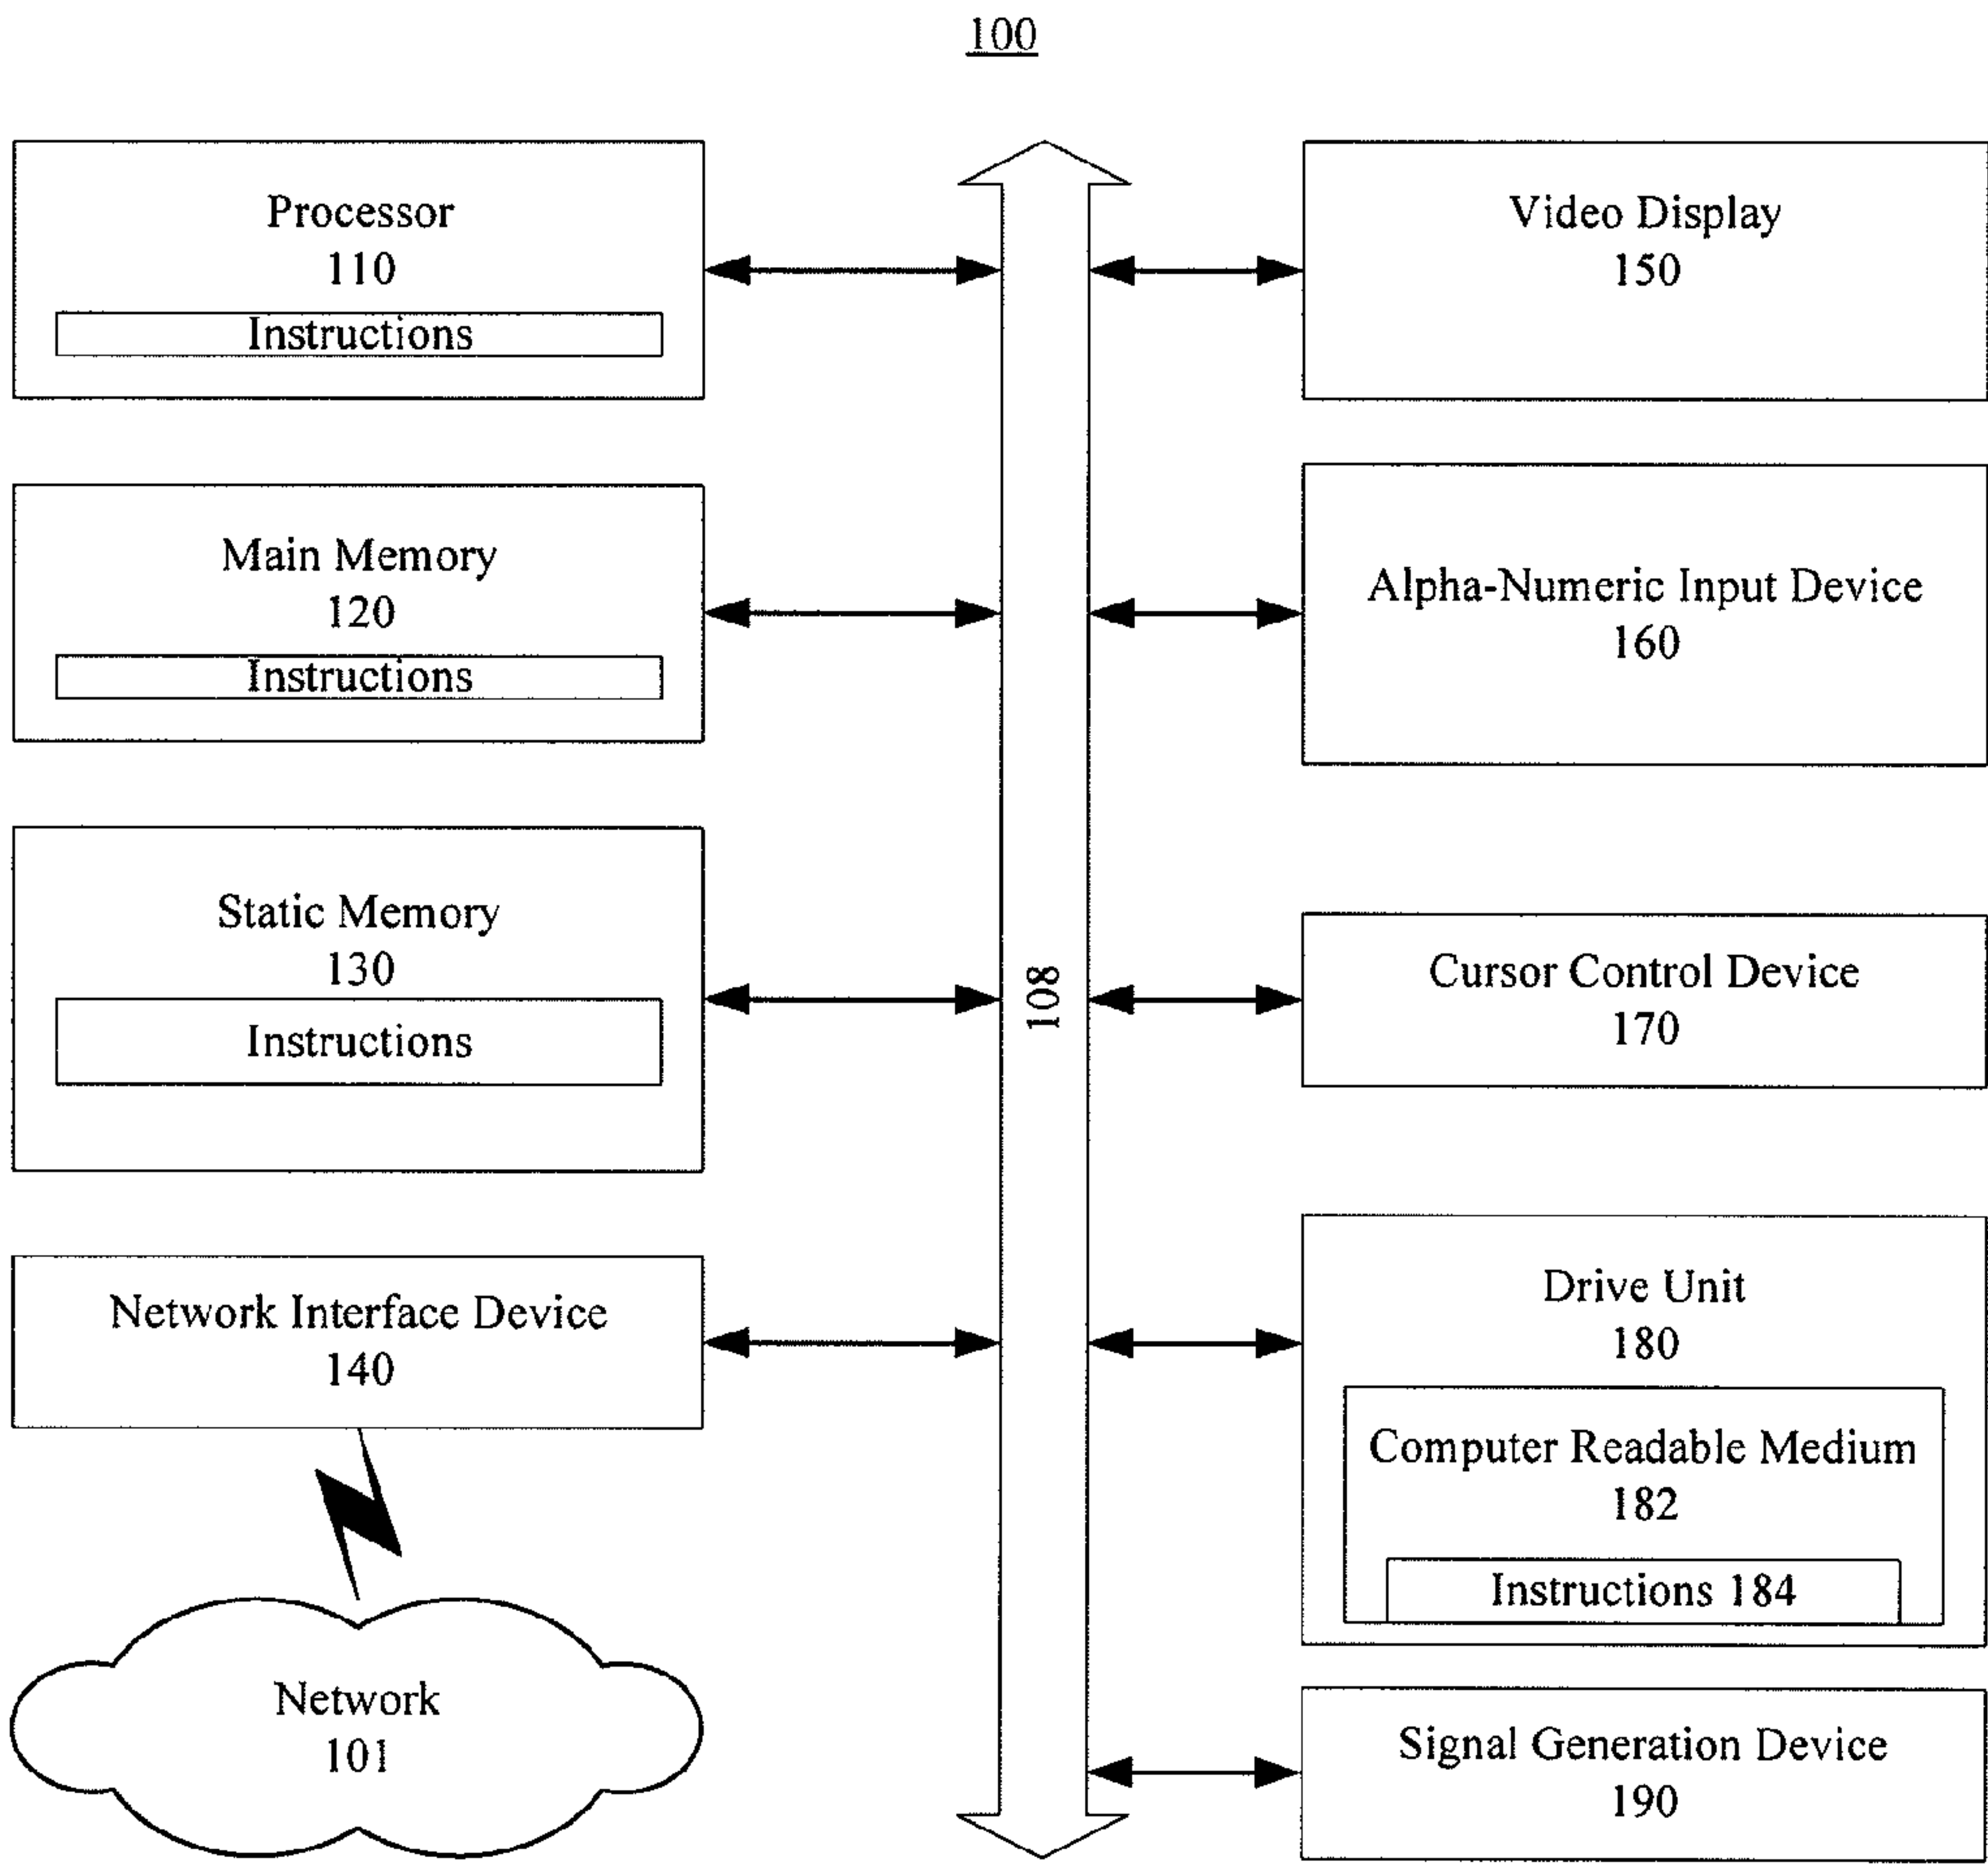 100
Processor
110
Instructions
Main Memory
120
Instructions
Static Memory
130
Instructions
Network Interface Device
140
Network
101
108
Video Display
150
Alpha-Numeric Input Device
160
Cursor Control Device
170
Drive Unit
180
Computer Readable Medium
182
Instructions 184
Signal Generation Device
190